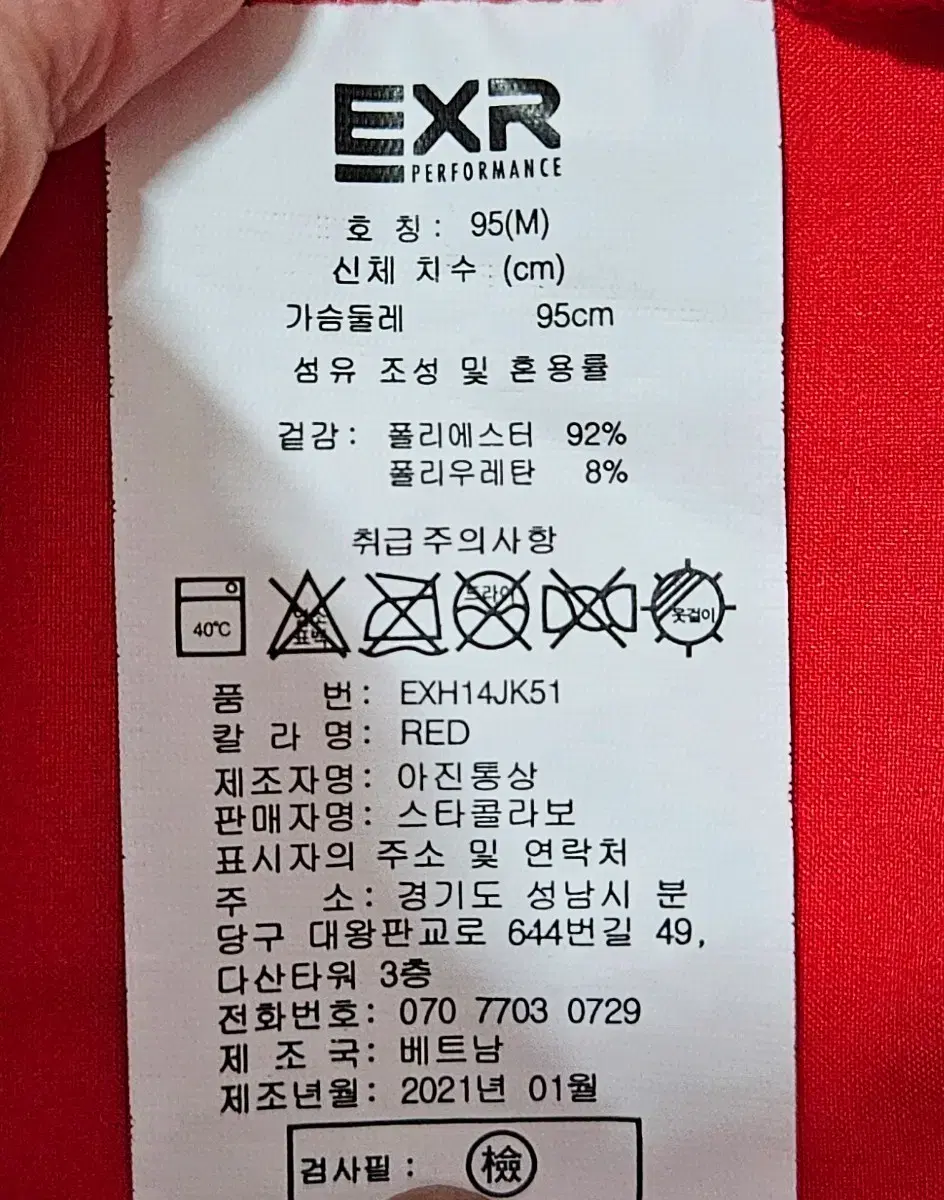 EXR
PERFORMANCE
호 칭: 95(M)
신체 치수 (cm)
가슴둘레 95cm
섬유 조성 및 혼용률
겉감: 폴리에스터 92%
폴리우레탄 8%
취급주의사항
40℃ 염소 표백 드라이 옷걸이
품 번: EXH14JK51
칼 라 명: RED
제조자명: 아진통상
판매자명: 스타콜라보
표시자의 주소 및 연락처
주 소: 경기도 성남시 분
당구 대왕판교로 644번길 49,
다산타워 3층
전화번호: 070 7703 0729
제 조 국: 베트남
제조년월: 2021년 01월
검사필: 檢